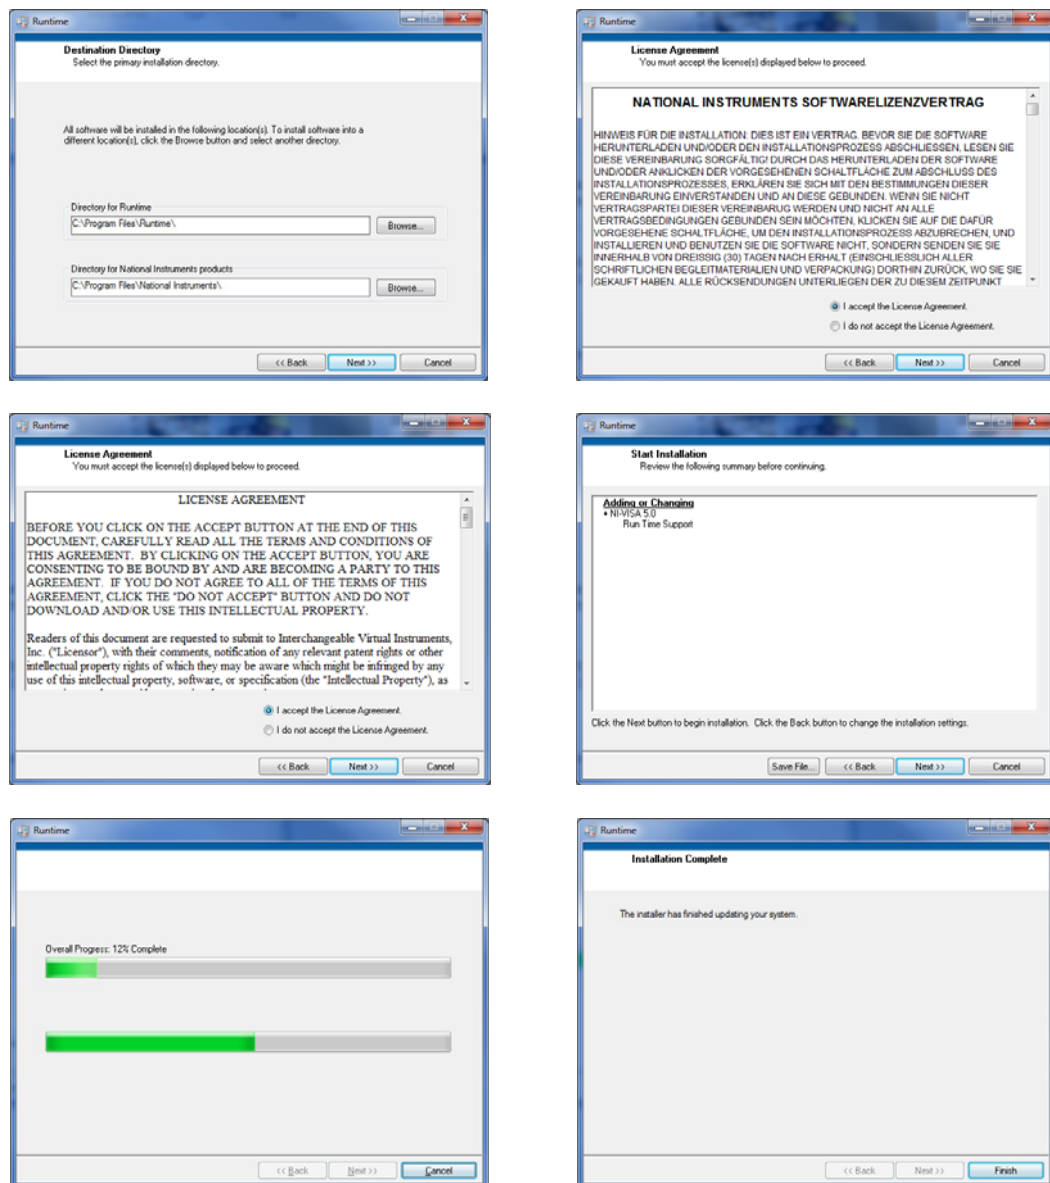 Runtime
Destination Directory
Select the primary installation directory.
All software will be installed in the following location(s). To install software into a
different location(s), click the Browse button and select another directory.
Directory for Runtime
C:\Program Files\Runtime\
Browse...
Directory for National Instruments products
C:\Program Files\National Instruments\
Browse...
<< Back Next >> Cancel
Runtime
License Agreement
You must accept the license(s) displayed below to proceed.
NATIONAL INSTRUMENTS SOFTWARELIZENZVERTRAG
HINWEIS FÜR DIE INSTALLATION: DIES IST EIN VERTRAG. BEVOR SIE DIE SOFTWARE
HERUNTERLADEN UND/ODER DEN INSTALLATIONSPROZESS ABSCHLIESSEN, LESEN SIE
DIESE VEREINBARUNG SORGFÄLTIG! DURCH DAS HERUNTERLADEN DER SOFTWARE
UND/ODER ANKLICKEN DER VORGESEHENEN SCHALTFLÄCHE ZUM ABSCHLUSS DES
INSTALLATIONSPROZESSES, ERKLÄREN SIE SICH MIT DEN BESTIMMUNGEN DIESER
VEREINBARUNG EINVERSTANDEN UND AN DIESE GEBUNDEN. WENN SIE NICHT
VERTRAGSPARTEI DIESER VEREINBARUG WERDEN UND NICHT AN ALLE
VERTRAGSBEDINGUNGEN GEBUNDEN SEIN MÖCHTEN, KLICKEN SIE AUF DIE DAFÜR
VORGESEHENE SCHALTFLÄCHE, UM DEN INSTALLATIONSPROZESS ABZUBRECHEN, UND
INSTALLIEREN UND BENUTZEN SIE DIE SOFTWARE NICHT, SONDERN SENDEN SIE SIE
INNERHALB VON DREISSIG (30) TAGEN NACH ERHALT (EINSCHLIESSLICH ALLER
SCHRIFTLICHEN BEGLEITMATERIALIEN UND VERPACKUNG) DORTHIN ZURÜCK, WO SIE SIE
GEKAUFT HABEN. ALLE RÜCKSENDUNGEN UNTERLIEGEN DER ZU DIESEM ZEITPUNKT
I accept the License Agreement.
I do not accept the License Agreement.
<< Back Next >> Cancel
Runtime
License Agreement
You must accept the license(s) displayed below to proceed.
LICENSE AGREEMENT
BEFORE YOU CLICK ON THE ACCEPT BUTTON AT THE END OF THIS
DOCUMENT, CAREFULLY READ ALL THE TERMS AND CONDITIONS OF
THIS AGREEMENT. BY CLICKING ON THE ACCEPT BUTTON, YOU ARE
CONSENTING TO BE BOUND BY AND ARE BECOMING A PARTY TO THIS
AGREEMENT. IF YOU DO NOT AGREE TO ALL OF THE TERMS OF THIS
AGREEMENT, CLICK THE "DO NOT ACCEPT" BUTTON AND DO NOT
DOWNLOAD AND/OR USE THIS INTELLECTUAL PROPERTY.
Readers of this document are requested to submit to Interchangeable Virtual Instruments,
Inc. ("Licensor"), with their comments, notification of any relevant patent rights or other
intellectual property rights of which they may be aware which might be infringed by any
use of this intellectual property, software, or specification (the "Intellectual Property"), as
I accept the License Agreement.
I do not accept the License Agreement.
<< Back Next >> Cancel
Runtime
Start Installation
Review the following summary before continuing.
Adding or Changing
• NI-VISA 5.0
Run Time Support
Click the Next button to begin installation. Click the Back button to change the installation settings.
Save File... << Back Next >> Cancel
Runtime
Overall Progress: 12% Complete
<< Back Next >> Cancel
Runtime
Installation Complete
The installer has finished updating your system.
<< Back Next >> Finish